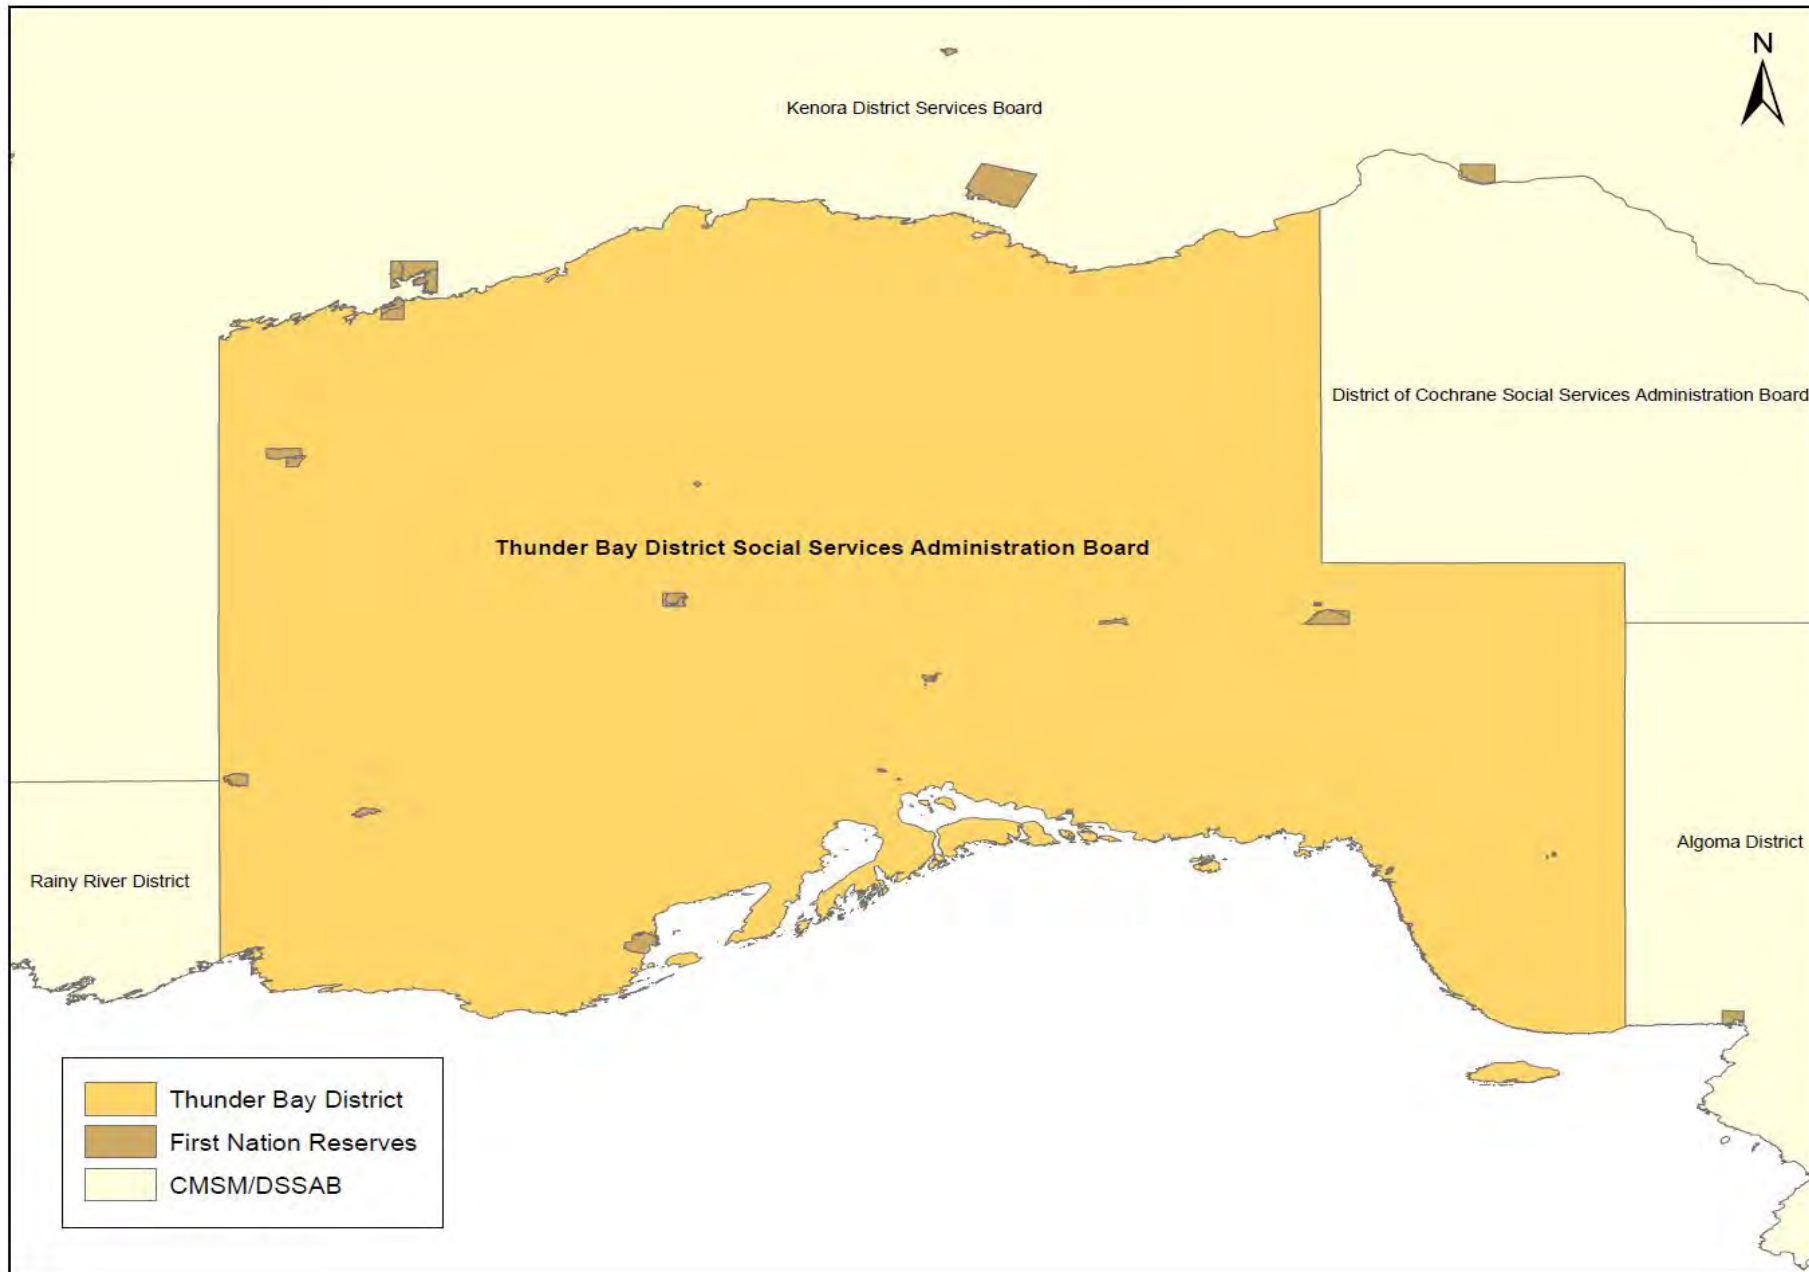 N
Kenora District Services Board
District of Cochrane Social Services Administration Board
Thunder Bay District Social Services Administration Board
Algoma District
Rainy River District
Thunder Bay District
First Nation Reserves
CMSM/DSSAB